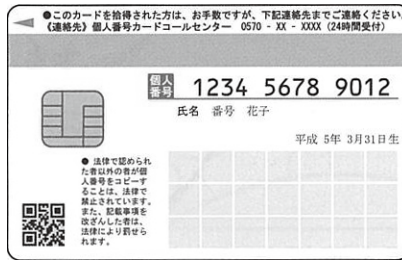 ●このカードを拾得された方は、お手数ですが、下記連絡先までご連絡ください。
《連絡先》個人番号カードコールセンター 0570 - XX - XXXX (24時間受付)
個人番号 1234 5678 9012
氏名 番号 花子
平成 5年 3月31日生
● 法律で認められ
た者以外の者が個
人番号をコピーす
ることは、法律で
禁止されています。
また、記載事項を
改ざんした者は、
法律により罰せら
れます。